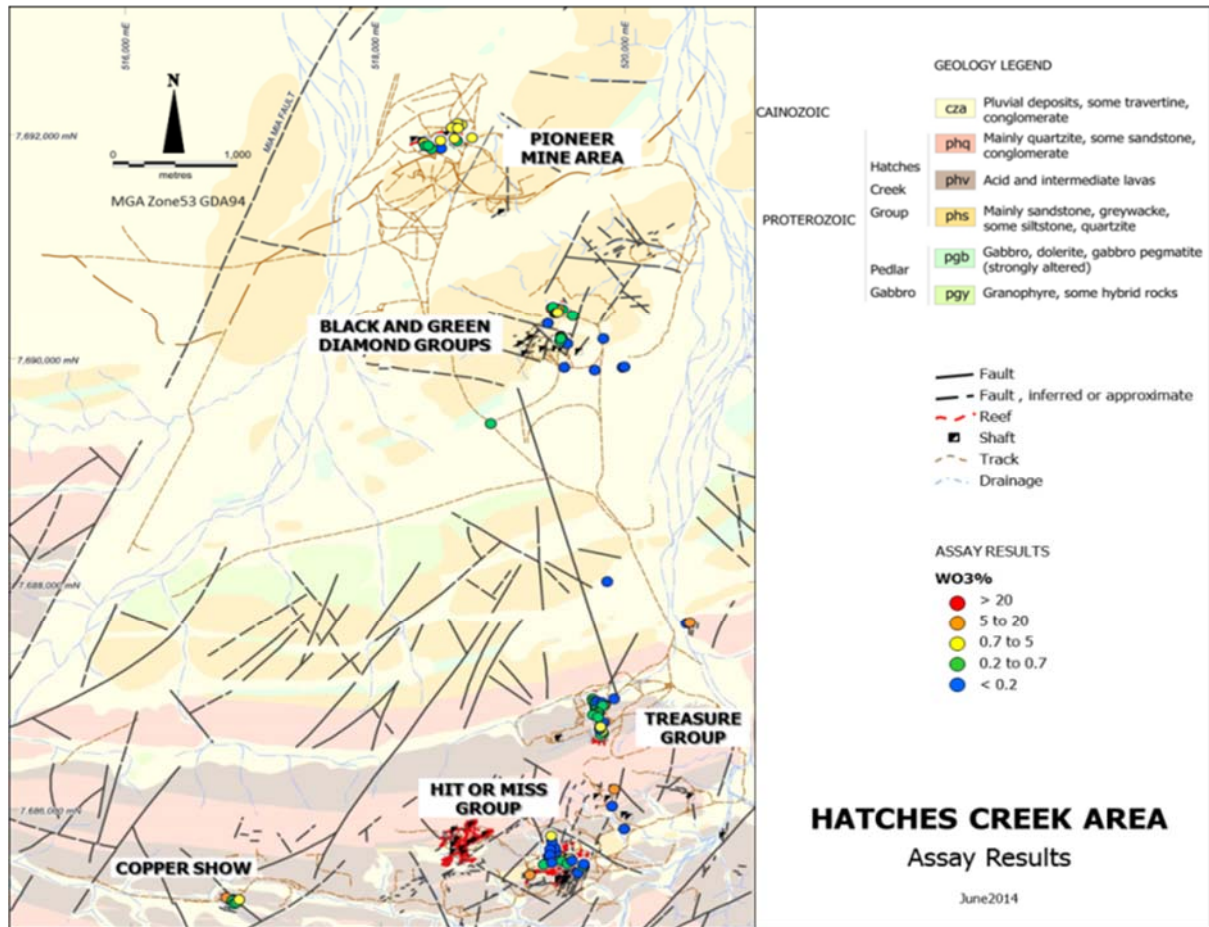 516,000 mE
518,000 mE
520,000 mE
MIA MIA FAULT
N
7,692,000 mN
0
1,000
metres
MGA Zone53 GDA94
PIONEER
MINE AREA
BLACK AND GREEN
DIAMOND GROUPS
7,690,000 mN
7,688,000 mN
TREASURE
GROUP
7,686,000 mN
HIT OR MISS
GROUP
COPPER SHOW
GEOLOGY LEGEND
CAINOZOIC
cza
Pluvial deposits, some travertine,
conglomerate
PROTEROZOIC
Hatches
Creek
Group
phq
Mainly quartzite, some sandstone,
conglomerate
phv
Acid and intermediate lavas
phs
Mainly sandstone, greywacke,
some siltstone, quartzite
Pedlar
Gabbro
pgb
Gabbro, dolerite, gabbro pegmatite
(strongly altered)
pgy
Granophyre, some hybrid rocks
Fault
Fault , inferred or approximate
Reef
Shaft
Track
Drainage
ASSAY RESULTS
WO3%
> 20
5 to 20
0.7 to 5
0.2 to 0.7
< 0.2
HATCHES CREEK AREA
Assay Results
June2014